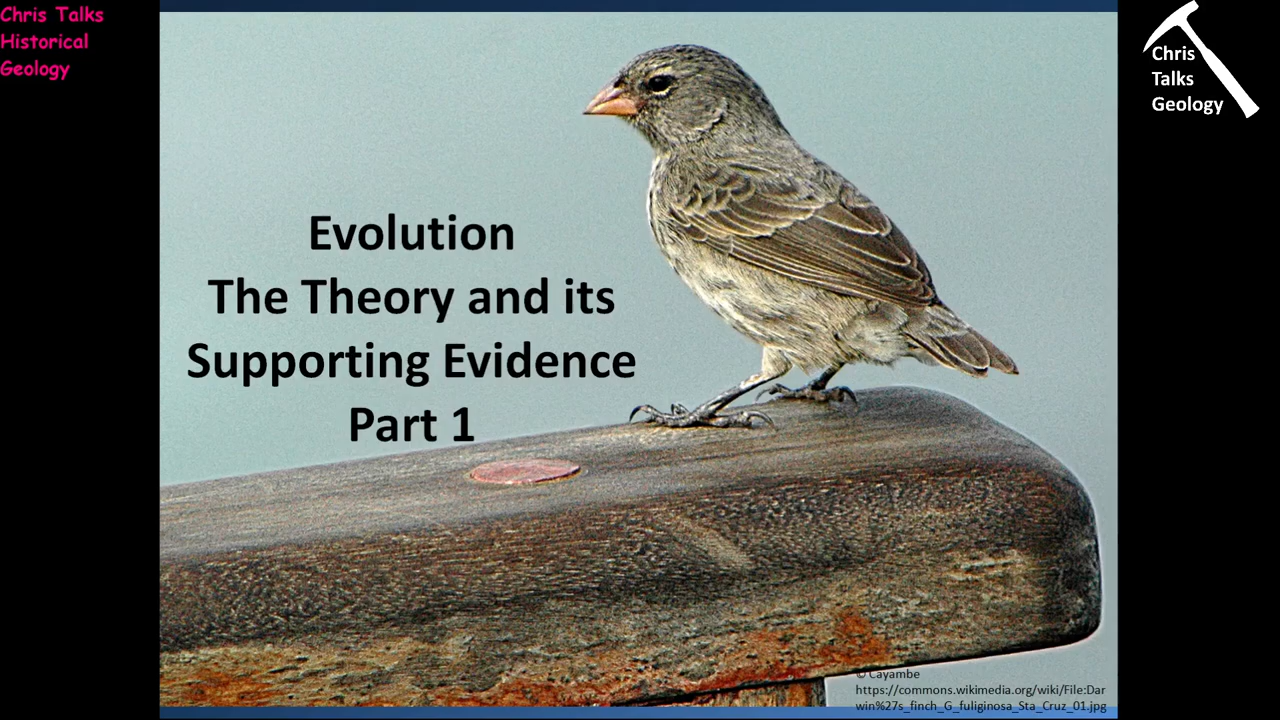 Chris Talks
Historical
Geology
Chris
Talks
Geology
Evolution
The Theory and its
Supporting Evidence
Part 1
© Cayambe
https://commons.wikimedia.org/wiki/File:Dar
win%27s_finch_G_fuliginosa_Sta_Cruz_01.jpg